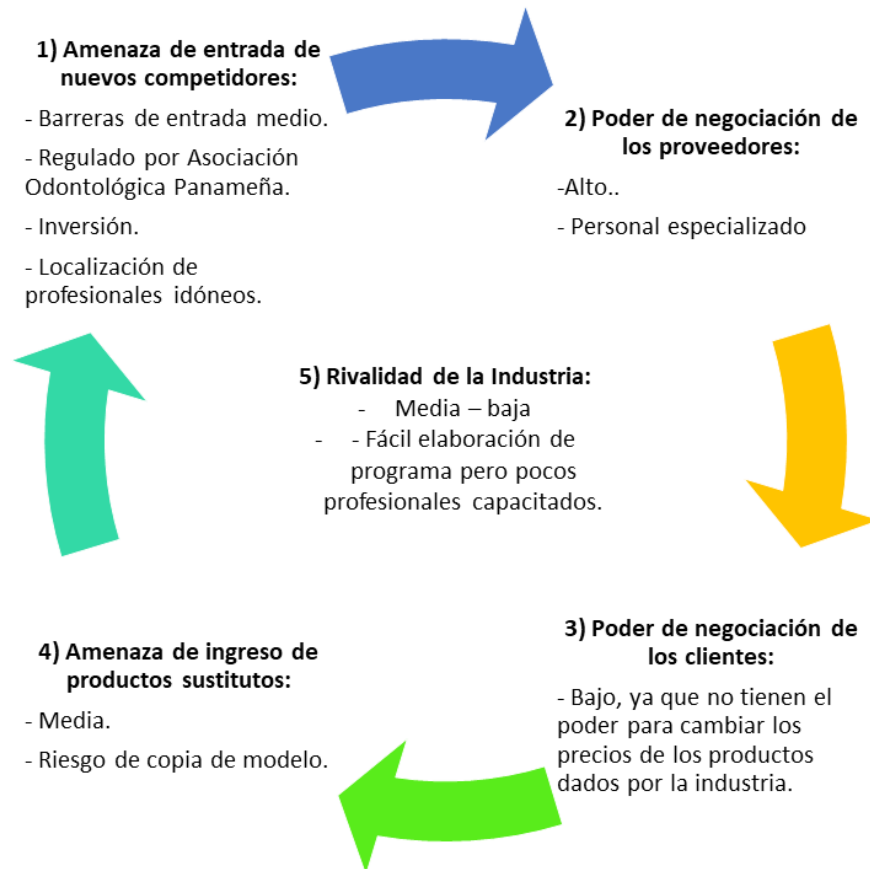 1) Amenaza de entrada de
nuevos competidores:
- Barreras de entrada medio.
- Regulado por Asociación
Odontológica Panameña.
- Inversión.
- Localización de
profesionales idóneos.
2) Poder de negociación de
los proveedores:
-Alto..
- Personal especializado
5) Rivalidad de la Industria:
- Media – baja
- - Fácil elaboración de
programa pero pocos
profesionales capacitados.
3) Poder de negociación de
los clientes:
- Bajo, ya que no tienen el
poder para cambiar los
precios de los productos
dados por la industria.
4) Amenaza de ingreso de
productos sustitutos:
- Media.
- Riesgo de copia de modelo.